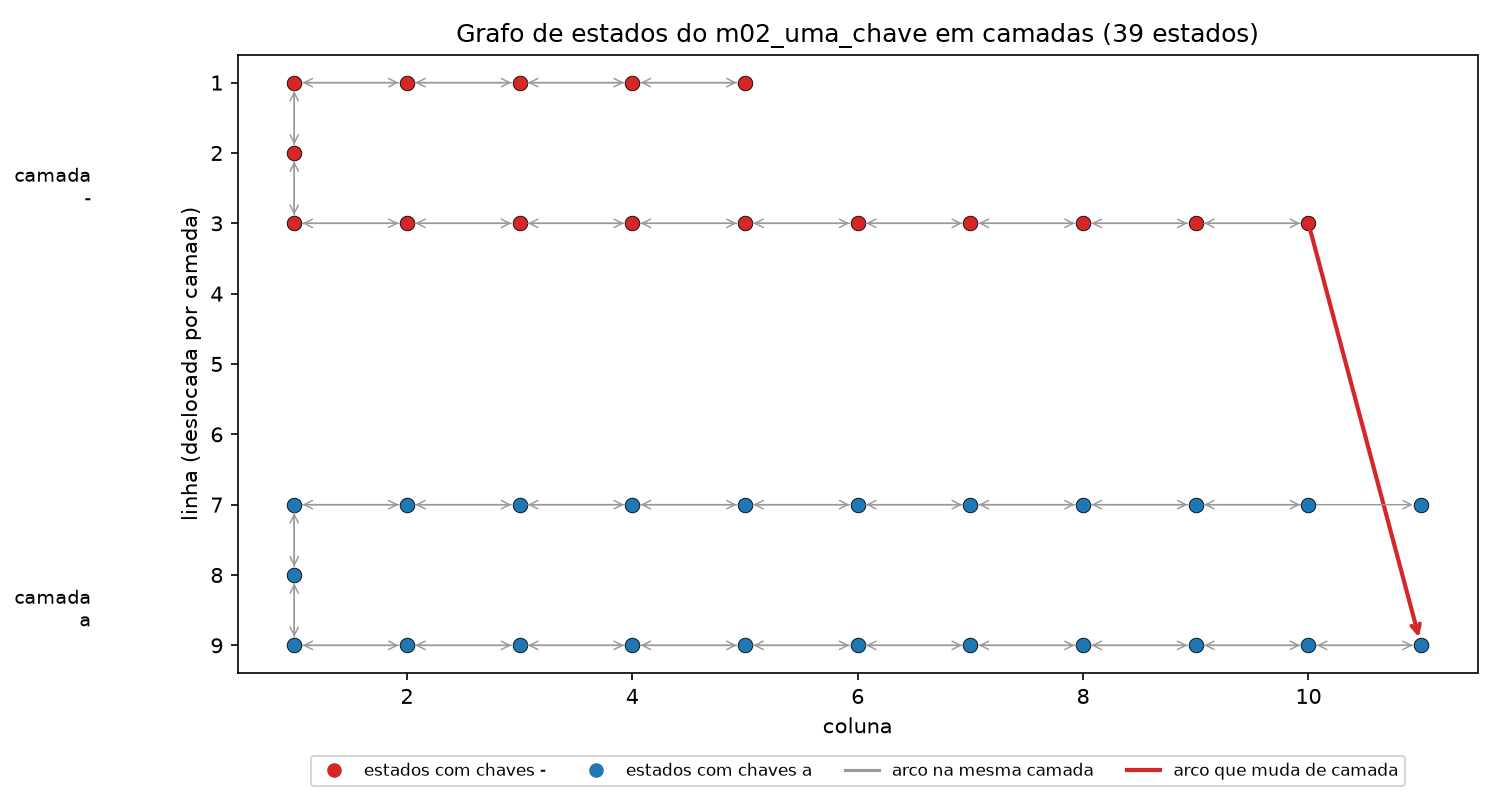 Grafo de estados do m02_uma_chave em camadas (39 estados)
camada
-
camada
a
linha (deslocada por camada)
1
2
3
4
5
6
7
8
9
2
4
6
8
10
coluna
estados com chaves -
estados com chaves a
arco na mesma camada
arco que muda de camada